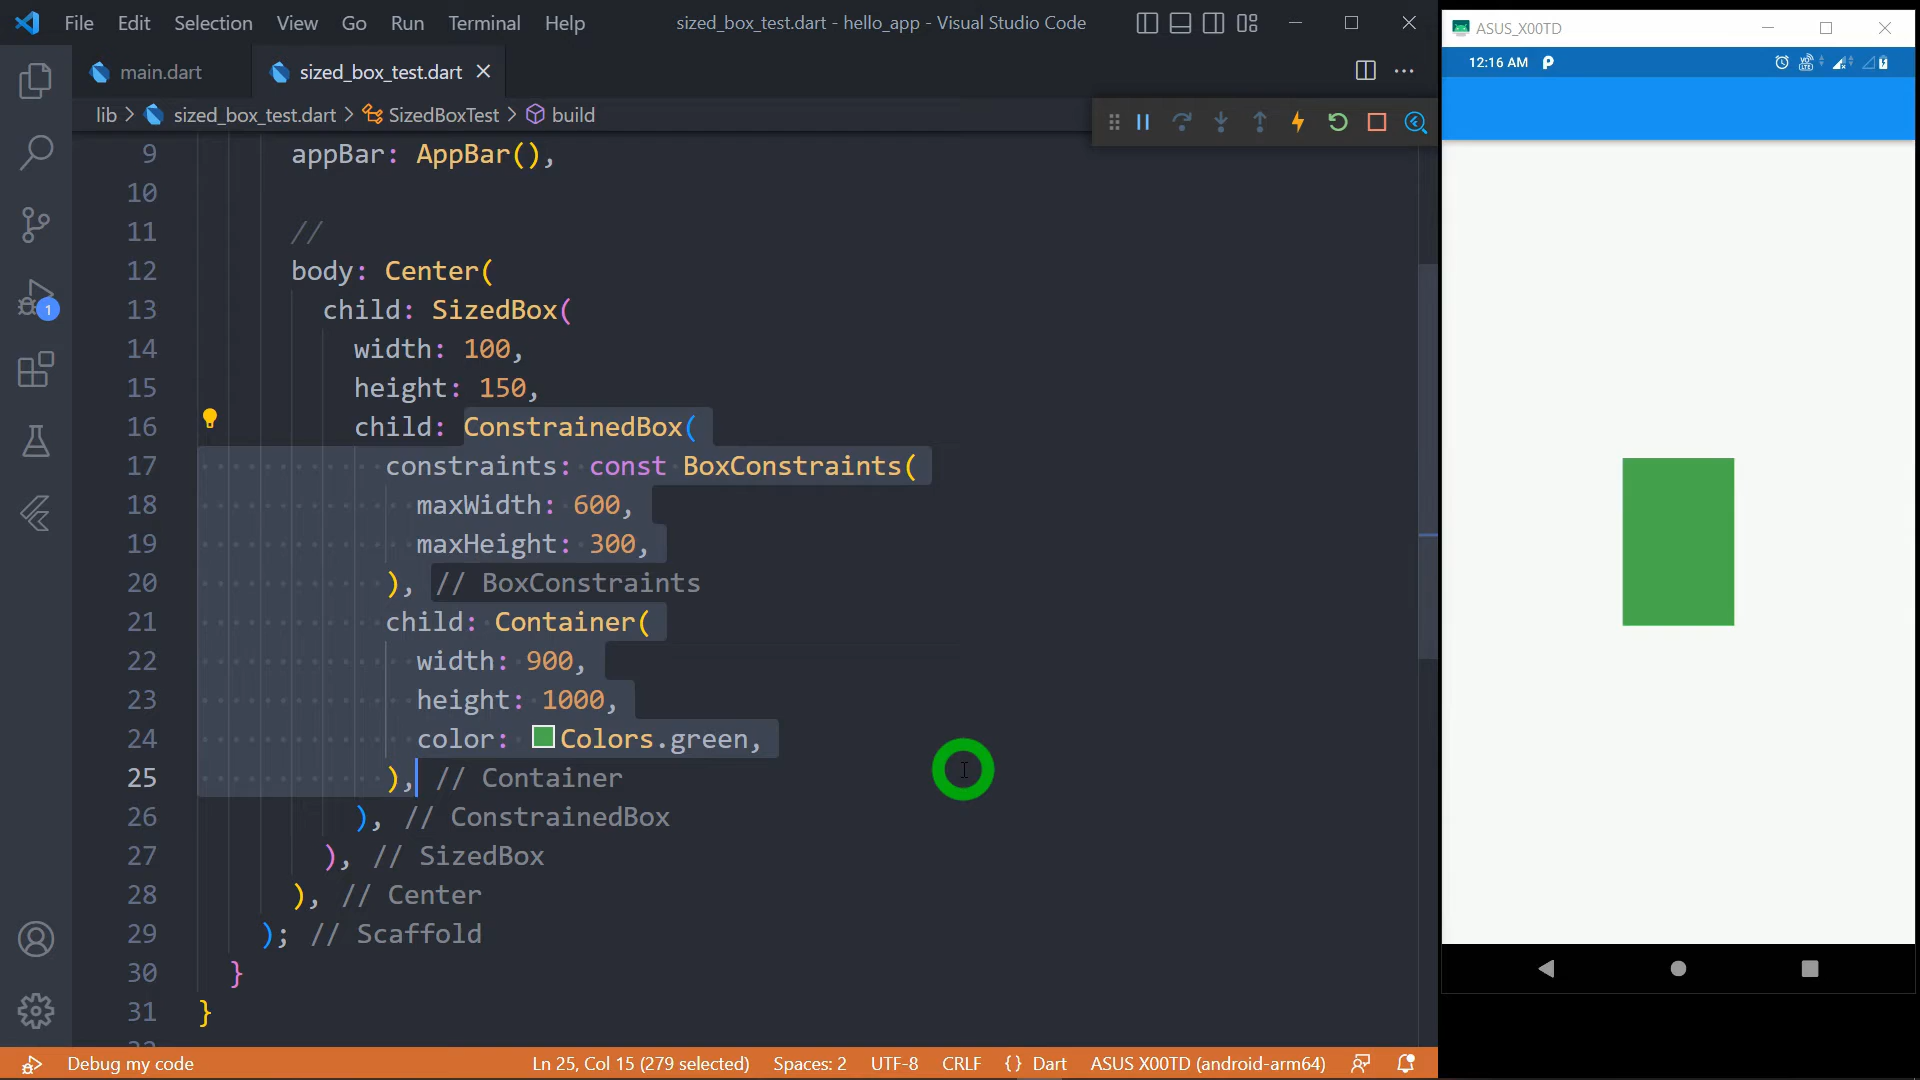 File Edit Selection View Go Run Terminal Help sized_box_test.dart - hello_app - Visual Studio Code
ASUS_X00TD
main.dart sized_box_test.dart
12:16 AM
lib > sized_box_test.dart > SizedBoxTest > build
9 appBar: AppBar(),
10
11 //
12 body: Center(
13 child: SizedBox(
14 width: 100,
15 height: 150,
16 child: ConstrainedBox(
17 constraints: const BoxConstraints(
18 maxWidth: 600,
19 maxHeight: 300,
20 ), // BoxConstraints
21 child: Container(
22 width: 900,
23 height: 1000,
24 color: Colors.green,
25 ), // Container
26 ), // ConstrainedBox
27 ), // SizedBox
28 ), // Center
29 ); // Scaffold
30 }
31 }
1
Debug my code Ln 25, Col 15 (279 selected) Spaces: 2 UTF-8 CRLF {} Dart ASUS X00TD (android-arm64)